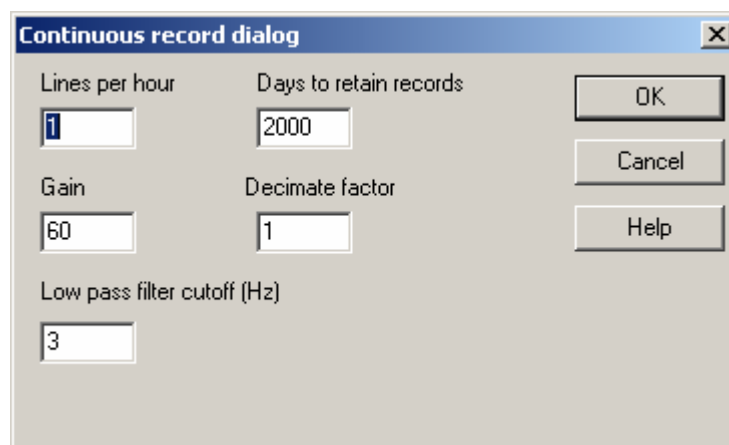 Continuous record dialog
Lines per hour
Days to retain records
1
2000
OK
Cancel
Gain
Decimate factor
60
1
Help
Low pass filter cutoff (Hz)
3